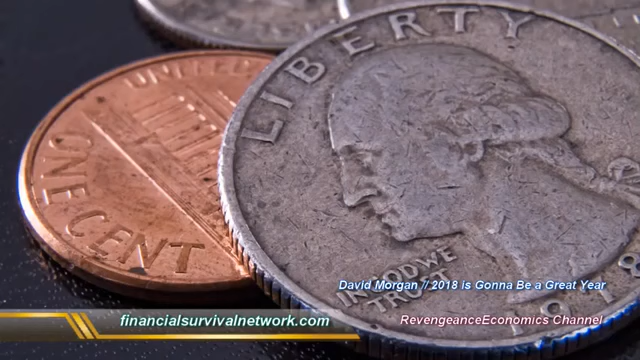 LIBERTY
UNITED
ONE CENT
IN GOD WE
TRUST
David Morgan // 2018 is Gonna Be a Great Year
financialsurvivalnetwork.com
RevengeanceEconomics Channel